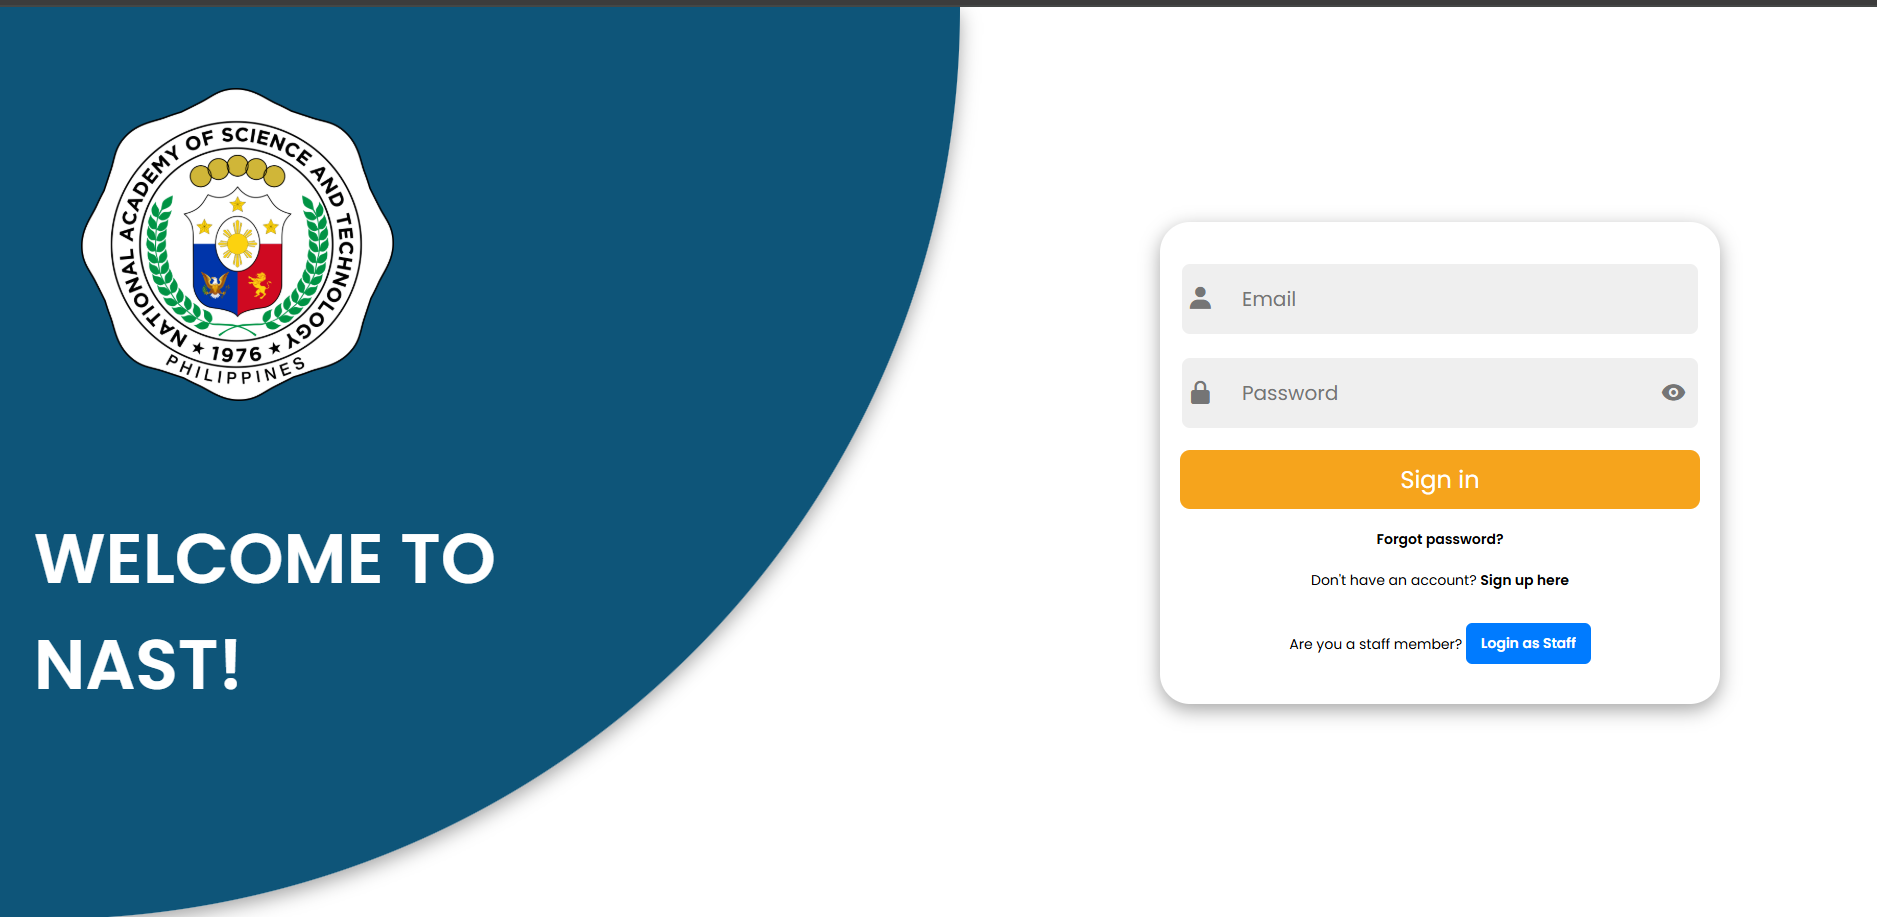 NATIONAL ACADEMY OF SCIENCE AND TECHNOLOGY
1976
PHILIPPINES
WELCOME TO
NAST!
Email
Password
Sign in
Forgot password?
Don't have an account? Sign up here
Are you a staff member? Login as Staff